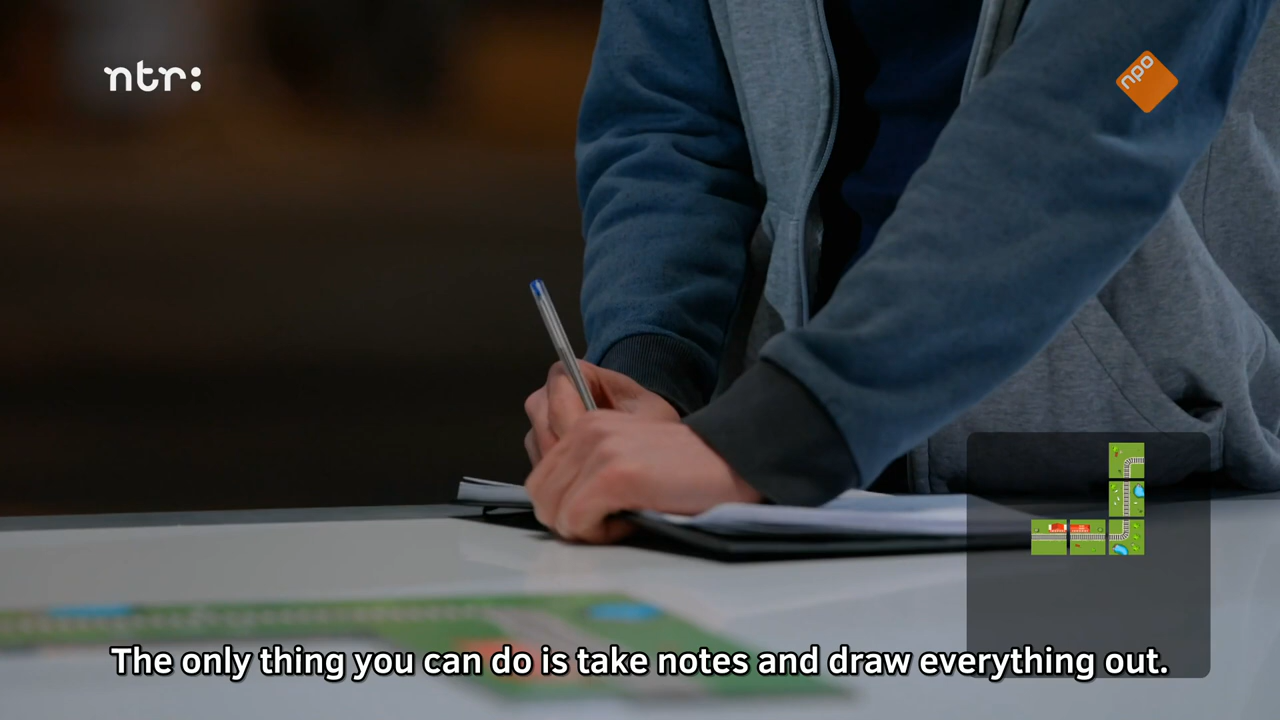 ntr:
npo
The only thing you can do is take notes and draw everything out.